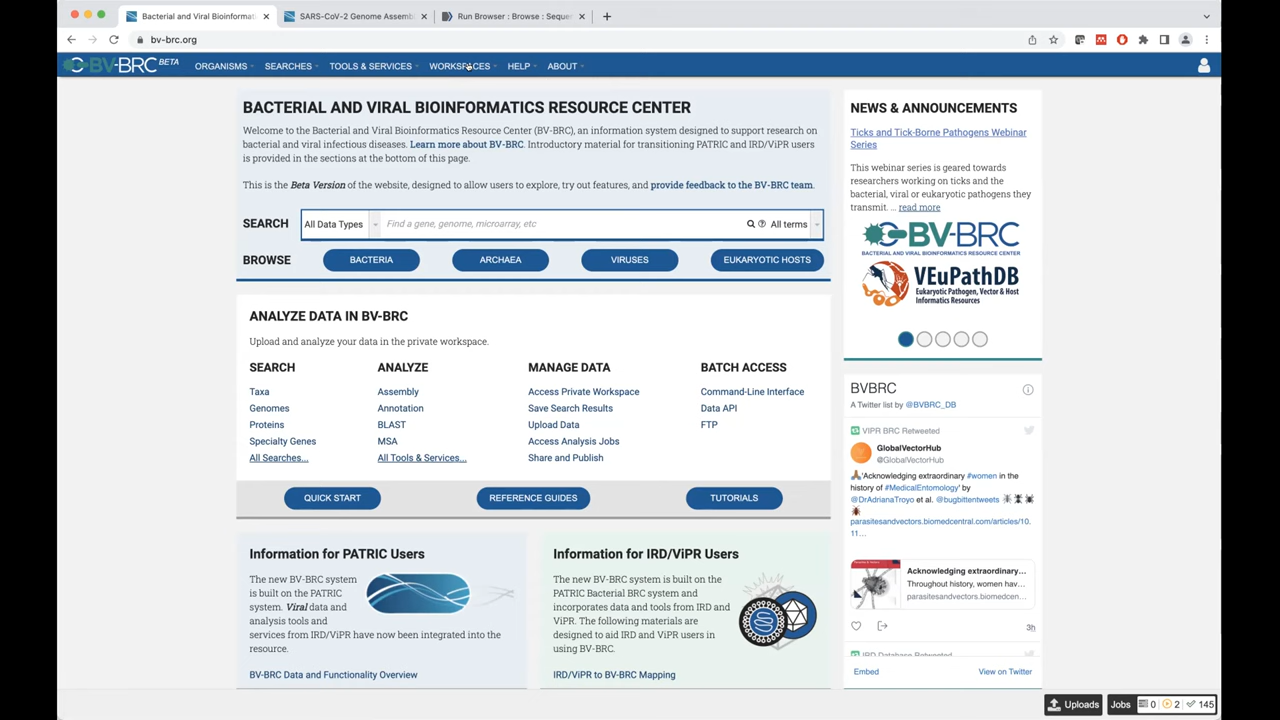 Bacterial and Viral Bioinformati
SARS-CoV-2 Genome Assembl
Run Browser : Browse : Seque
bv-brc.org
BV-BRC BETA
ORGANISMS SEARCHES TOOLS & SERVICES WORKSPACES HELP ABOUT
BACTERIAL AND VIRAL BIOINFORMATICS RESOURCE CENTER
Welcome to the Bacterial and Viral Bioinformatics Resource Center (BV-BRC), an information system designed to support research on
bacterial and viral infectious diseases. Learn more about BV-BRC. Introductory material for transitioning PATRIC and IRD/ViPR users
is provided in the sections at the bottom of this page.
This is the Beta Version of the website, designed to allow users to explore, try out features, and provide feedback to the BV-BRC team.
SEARCH All Data Types Find a gene, genome, microarray, etc All terms
BROWSE BACTERIA ARCHAEA VIRUSES EUKARYOTIC HOSTS
ANALYZE DATA IN BV-BRC
Upload and analyze your data in the private workspace.
SEARCH ANALYZE MANAGE DATA BATCH ACCESS
Taxa Assembly Access Private Workspace Command-Line Interface
Genomes Annotation Save Search Results Data API
Proteins BLAST Upload Data FTP
Specialty Genes MSA Access Analysis Jobs
All Searches... All Tools & Services... Share and Publish
QUICK START REFERENCE GUIDES TUTORIALS
Information for PATRIC Users
The new BV-BRC system
is built on the PATRIC
system. Viral data and
analysis tools and
services from IRD/ViPR have now been integrated into the
resource.
BV-BRC Data and Functionality Overview
Information for IRD/ViPR Users
The new BV-BRC system is built on the
PATRIC Bacterial BRC system and
incorporates data and tools from IRD and
ViPR. The following materials are
designed to aid IRD and ViPR users in
using BV-BRC.
IRD/ViPR to BV-BRC Mapping
NEWS & ANNOUNCEMENTS
Ticks and Tick-Borne Pathogens Webinar
Series
This webinar series is geared towards
researchers working on ticks and the
bacterial, viral or eukaryotic pathogens they
transmit. ... read more
BV-BRC
BACTERIAL AND VIRAL BIOINFORMATICS RESOURCE CENTER
VEuPathDB
Eukaryotic Pathogen, Vector & Host
Informatics Resources
BVBRC
A Twitter list by @BVBRC_DB
VIPR BRC Retweeted
GlobalVectorHub
@GlobalVectorHub
'Acknowledging extraordinary #women in the
history of #MedicalEntomology' by
@DrAdrianaTroyo et al. @bugbittentweets
parasitesandvectors.biomedcentral.com/articles/10.
11...
Acknowledging extraordinary...
Throughout history, women hav...
parasitesandvectors.biomedcen...
3h
IRD Database Retweeted
Embed View on Twitter
Uploads Jobs 0 2 145